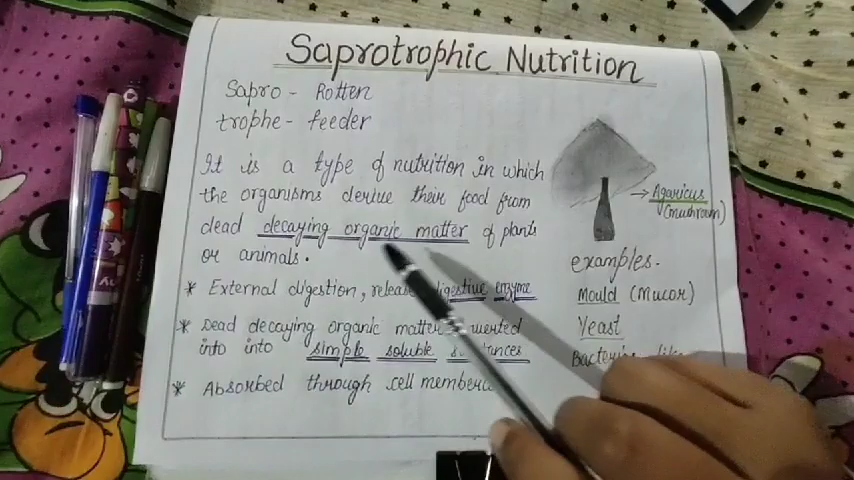 Saprotrophic Nutrition
Sapro - Rotten
trophe - feeder
It is a type of nutrition in which
the organisms derive their food from
dead decaying organic matter of plants
or animals.
* External digestion, release digestive enzyme
* Dead decaying organic matter
into into simple soluble
* Absorbed through cell
→ Agaricus
(mushroom)
examples -
Mould (Mucor)
Yeast
Bacteria like